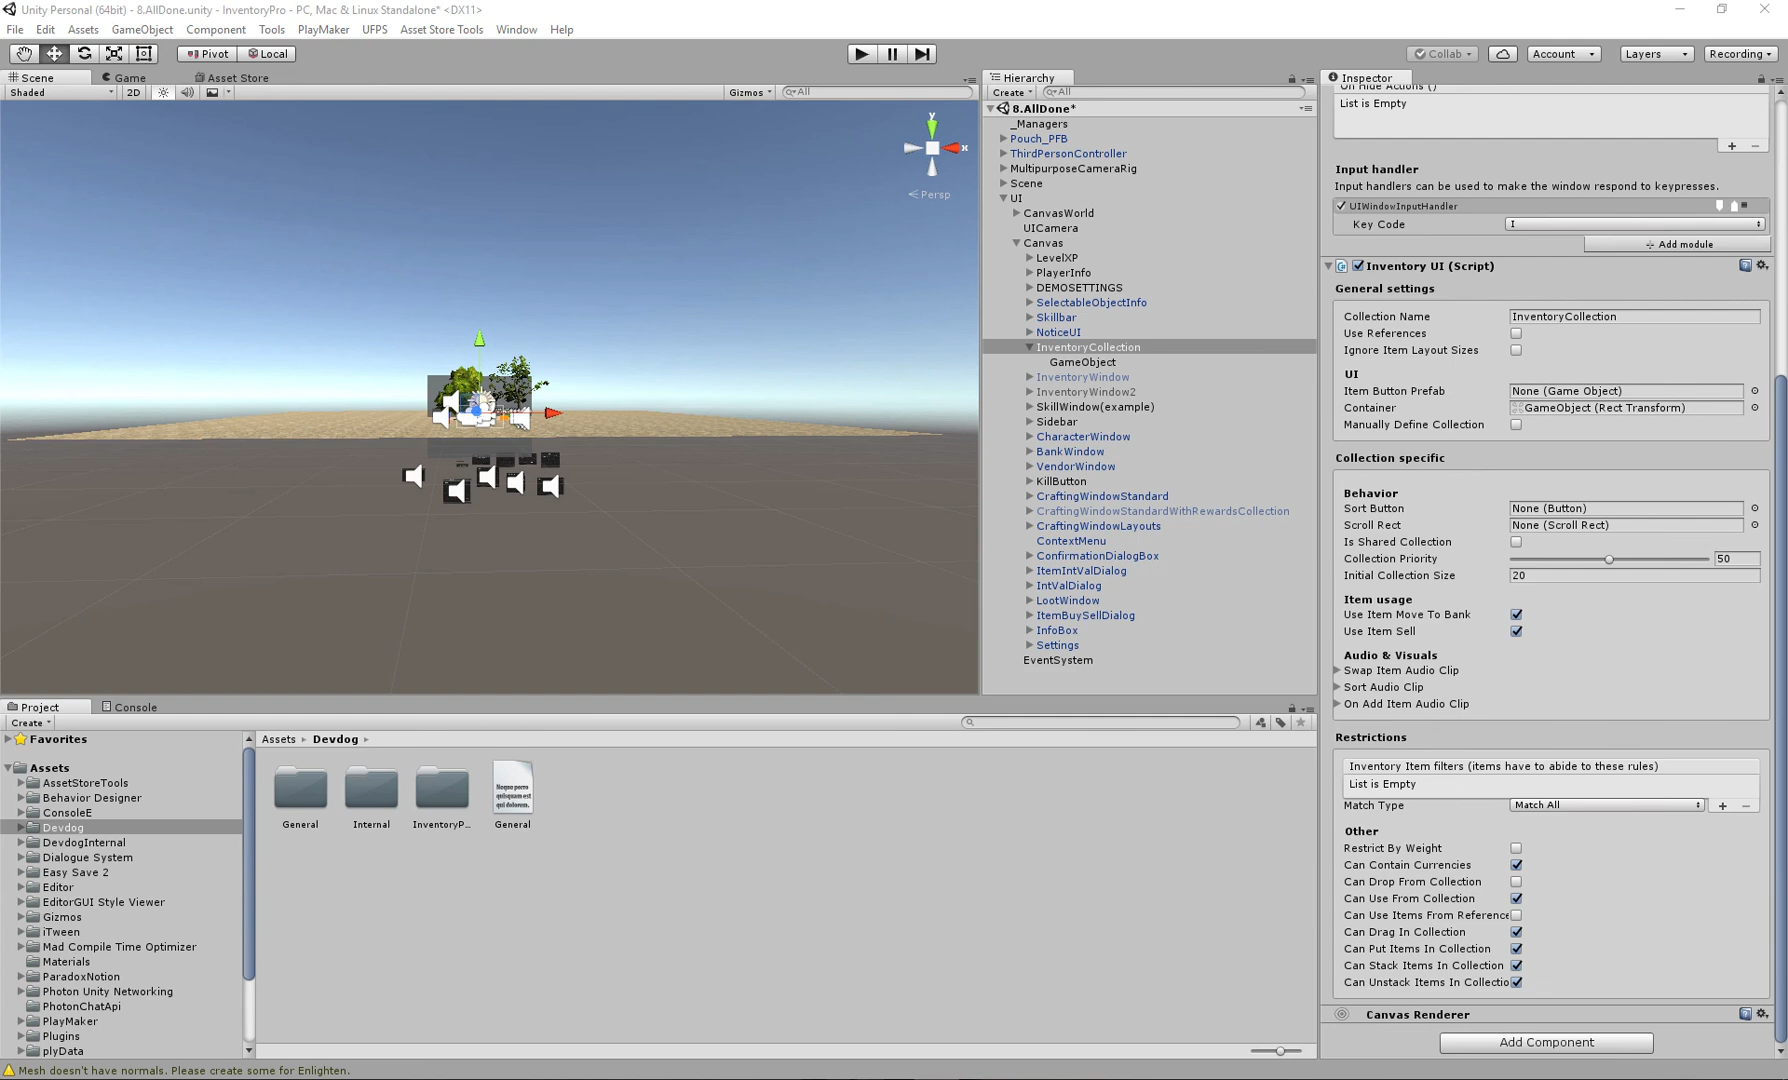 Unity Personal (64bit) - 8.AllDone.unity - InventoryPro - PC, Mac & Linux Standalone* <DX11>
File Edit Assets GameObject Component Tools PlayMaker UFPS Asset Store Tools Window Help
Pivot Local Collab Account Layers Recording
Scene Game Asset Store
Shaded 2D Gizmos All
y
x
Persp
Hierarchy
Create All
8.AllDone*
_Managers
Pouch_PFB
ThirdPersonController
MultipurposeCameraRig
Scene
UI
CanvasWorld
UICamera
Canvas
LevelXP
PlayerInfo
DEMOSETTINGS
SelectableObjectInfo
Skillbar
NoticeUI
InventoryCollection
GameObject
InventoryWindow
InventoryWindow2
SkillWindow(example)
Sidebar
CharacterWindow
BankWindow
VendorWindow
KillButton
CraftingWindowStandard
CraftingWindowStandardWithRewardsCollection
CraftingWindowLayouts
ContextMenu
ConfirmationDialogBox
ItemIntValDialog
IntValDialog
LootWindow
ItemBuySellDialog
InfoBox
Settings
EventSystem
Inspector
On Hide Actions ()
List is Empty
Input handler
Input handlers can be used to make the window respond to keypresses.
UIWindowInputHandler
Key Code I
Add module
Inventory UI (Script)
General settings
Collection Name InventoryCollection
Use References
Ignore Item Layout Sizes
UI
Item Button Prefab None (Game Object)
Container GameObject (Rect Transform)
Manually Define Collection
Collection specific
Behavior
Sort Button None (Button)
Scroll Rect None (Scroll Rect)
Is Shared Collection
Collection Priority 50
Initial Collection Size 20
Item usage
Use Item Move To Bank
Use Item Sell
Audio & Visuals
Swap Item Audio Clip
Sort Audio Clip
On Add Item Audio Clip
Restrictions
Inventory Item filters (items have to abide to these rules)
List is Empty
Match Type Match All
Other
Restrict By Weight
Can Contain Currencies
Can Drop From Collection
Can Use From Collection
Can Use Items From Reference
Can Drag In Collection
Can Put Items In Collection
Can Stack Items In Collection
Can Unstack Items In Collectio
Canvas Renderer
Add Component
Project Console
Create
Favorites
Assets
AssetStoreTools
Behavior Designer
ConsoleE
Devdog
DevdogInternal
Dialogue System
Easy Save 2
Editor
EditorGUI Style Viewer
Gizmos
iTween
Mad Compile Time Optimizer
Materials
ParadoxNotion
Photon Unity Networking
PhotonChatApi
PlayMaker
Plugins
plyData
Assets Devdog
Neque porro
quisquam est
qui dolorem.
General Internal InventoryP... General
Mesh doesn't have normals. Please create some for Enlighten.